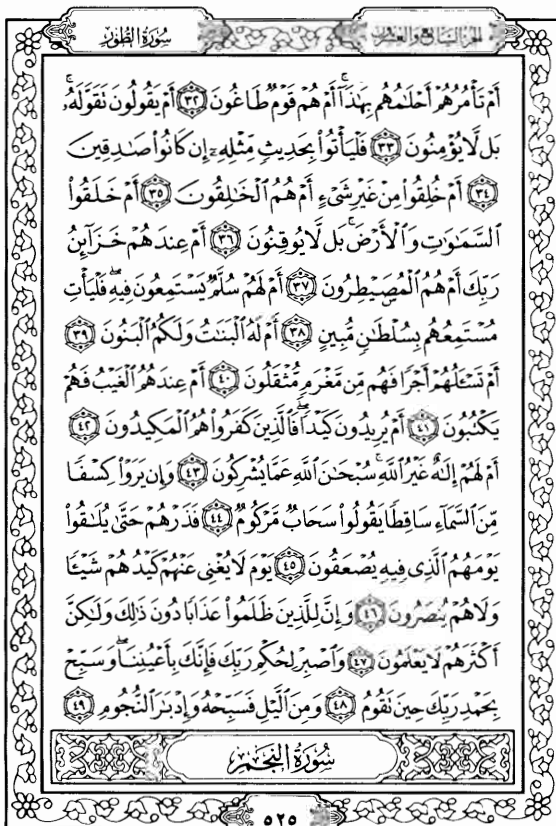 الجزء السابع والعشرون
سورة الطور
أَمْ تَأْمُرُهُمْ أَحْلَٰمُهُم بِهَٰذَآ ۚ أَمْ هُمْ قَوْمٌ طَاغُونَ ٣٢ أَمْ يَقُولُونَ تَقَوَّلَهُۥ ۚ
بَل لَّا يُؤْمِنُونَ ٣٣ فَلْيَأْتُوا۟ بِحَدِيثٍ مِّثْلِهِۦٓ إِن كَانُوا۟ صَٰدِقِينَ
٣٤ أَمْ خُلِقُوا۟ مِنْ غَيْرِ شَىْءٍ أَمْ هُمُ ٱلْخَٰلِقُونَ ٣٥ أَمْ خَلَقُوا۟
ٱلسَّمَٰوَٰتِ وَٱلْأَرْضَ ۚ بَل لَّا يُوقِنُونَ ٣٦ أَمْ عِندَهُمْ خَزَآئِنُ
رَبِّكَ أَمْ هُمُ ٱلْمُصَۣيْطِرُونَ ٣٧ أَمْ لَهُمْ سُلَّمٌ يَسْتَمِعُونَ فِيهِ ۖ فَلْيَأْتِ
مُسْتَمِعُهُم بِسُلْطَٰنٍ مُّبِينٍ ٣٨ أَمْ لَهُ ٱلْبَنَٰتُ وَلَكُمُ ٱلْبَنُونَ ٣٩
أَمْ تَسْـَٔلُهُمْ أَجْرًا فَهُم مِّن مَّغْرَمٍ مُّثْقَلُونَ ٤٠ أَمْ عِندَهُمُ ٱلْغَيْبُ فَهُمْ
يَكْتُبُونَ ٤١ أَمْ يُرِيدُونَ كَيْدًا ۖ فَٱلَّذِينَ كَفَرُوا۟ هُمُ ٱلْمَكِيدُونَ ٤٢
أَمْ لَهُمْ إِلَٰهٌ غَيْرُ ٱللَّهِ ۚ سُبْحَٰنَ ٱللَّهِ عَمَّا يُشْرِكُونَ ٤٣ وَإِن يَرَوْا۟ كِسْفًا
مِّنَ ٱلسَّمَآءِ سَاقِطًا يَقُولُوا۟ سَحَابٌ مَّرْكُومٌ ٤٤ فَذَرْهُمْ حَتَّىٰ يُلَٰقُوا۟
يَوْمَهُمُ ٱلَّذِى فِيهِ يُصْعَقُونَ ٤٥ يَوْمَ لَا يُغْنِى عَنْهُمْ كَيْدُهُمْ شَيْـًٔا
وَلَا هُمْ يُنصَرُونَ ٤٦ وَإِنَّ لِلَّذِينَ ظَلَمُوا۟ عَذَابًا دُونَ ذَٰلِكَ وَلَٰكِنَّ
أَكْثَرَهُمْ لَا يَعْلَمُونَ ٤٧ وَٱصْبِرْ لِحُكْمِ رَبِّكَ فَإِنَّكَ بِأَعْيُنِنَا ۖ وَسَبِّحْ
بِحَمْدِ رَبِّكَ حِينَ تَقُومُ ٤٨ وَمِنَ ٱلَّيْلِ فَسَبِّحْهُ وَإِدْبَٰرَ ٱلنُّجُومِ ٤٩
سُورَةُ النَّجْمِ
٥٢٥